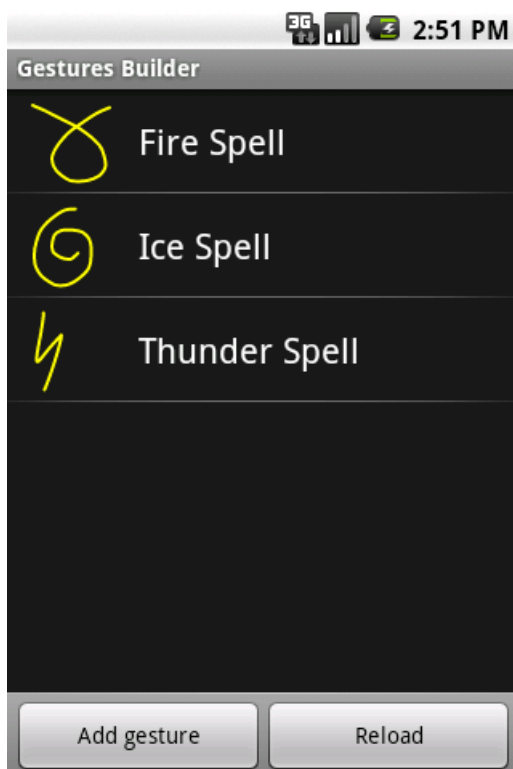 3G 2:51 PM
Gestures Builder
Fire Spell
Ice Spell
Thunder Spell
Add gesture Reload